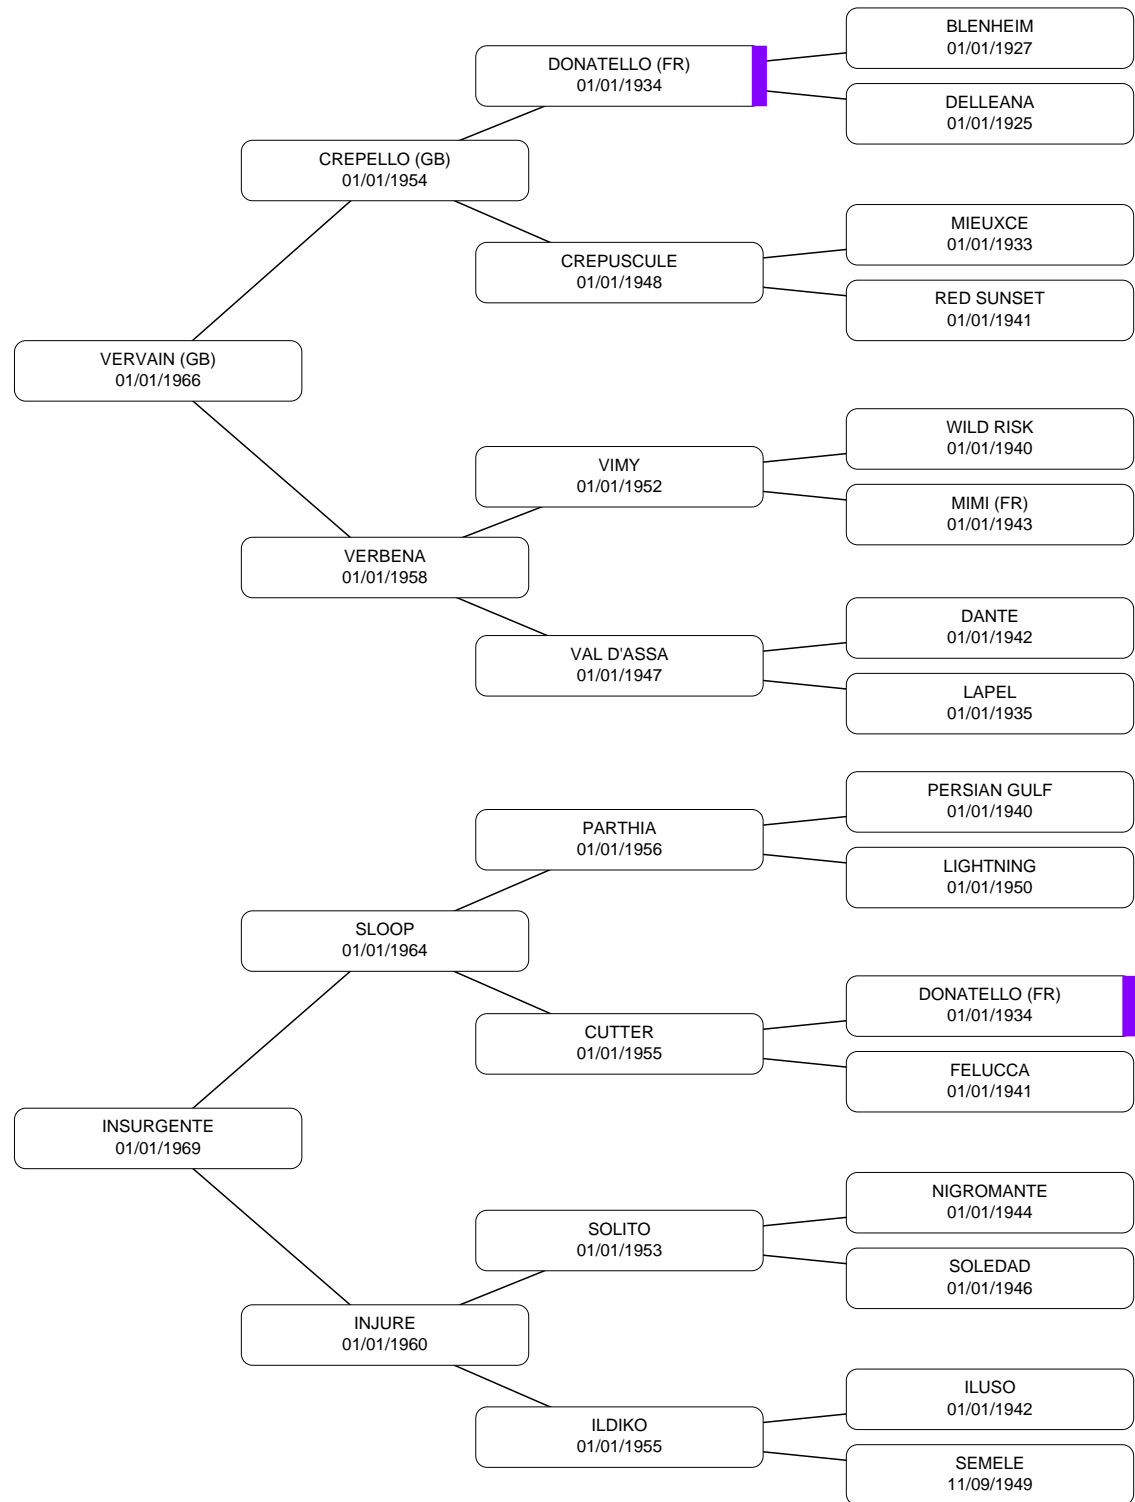 BLENHEIM
01/01/1927
DONATELLO (FR)
01/01/1934
DELLEANA
01/01/1925
CREPELLO (GB)
01/01/1954
MIEUXCE
01/01/1933
CREPUSCULE
01/01/1948
RED SUNSET
01/01/1941
VERVAIN (GB)
01/01/1966
WILD RISK
01/01/1940
VIMY
01/01/1952
MIMI (FR)
01/01/1943
VERBENA
01/01/1958
DANTE
01/01/1942
VAL D'ASSA
01/01/1947
LAPEL
01/01/1935
PERSIAN GULF
01/01/1940
PARTHIA
01/01/1956
LIGHTNING
01/01/1950
SLOOP
01/01/1964
DONATELLO (FR)
01/01/1934
CUTTER
01/01/1955
FELUCCA
01/01/1941
INSURGENTE
01/01/1969
NIGROMANTE
01/01/1944
SOLITO
01/01/1953
SOLEDAD
01/01/1946
INJURE
01/01/1960
ILUSO
01/01/1942
ILDIKO
01/01/1955
SEMELE
11/09/1949